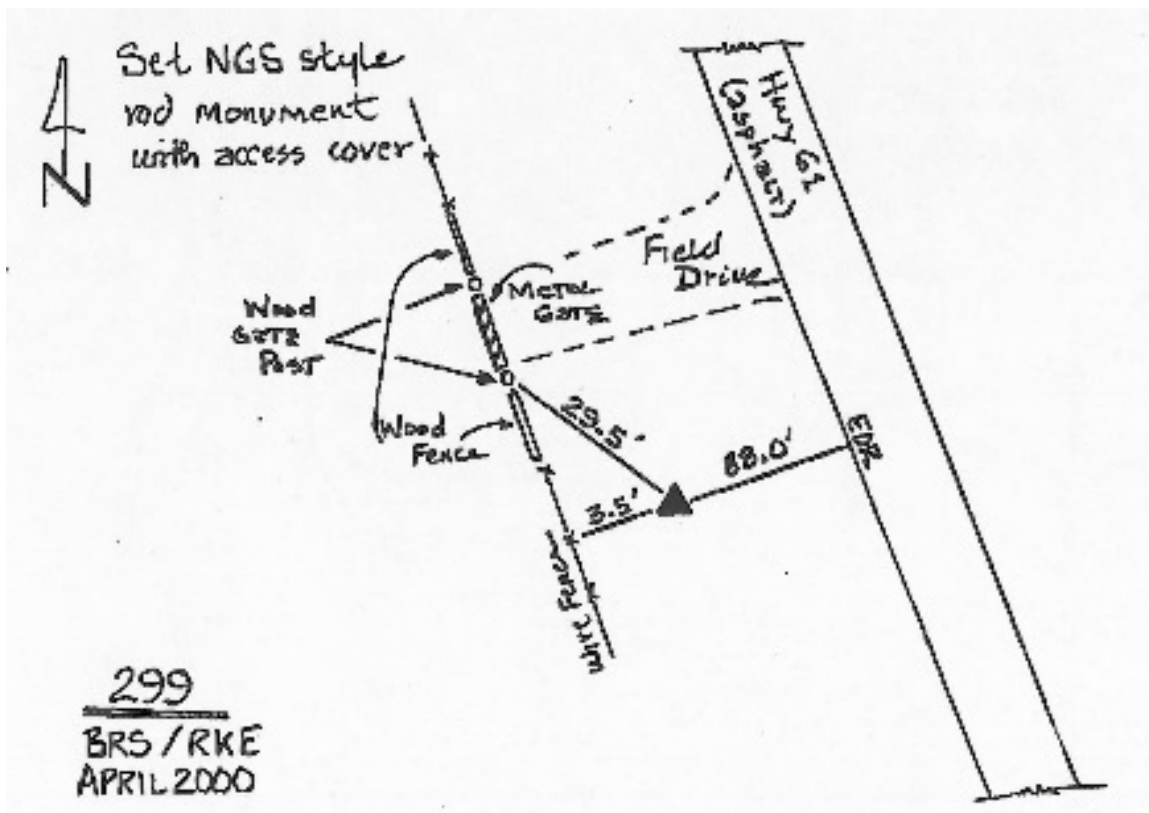 Set NGS style
rod monument
with access cover
N
Hwy 61
(asphalt)
Field
Drive
Metal
Gate
Wood
Gate
Post
Wood
Fence
29.5'
88.0'
3.5'
Wire Fence
299
BRS/RKE
APRIL 2000